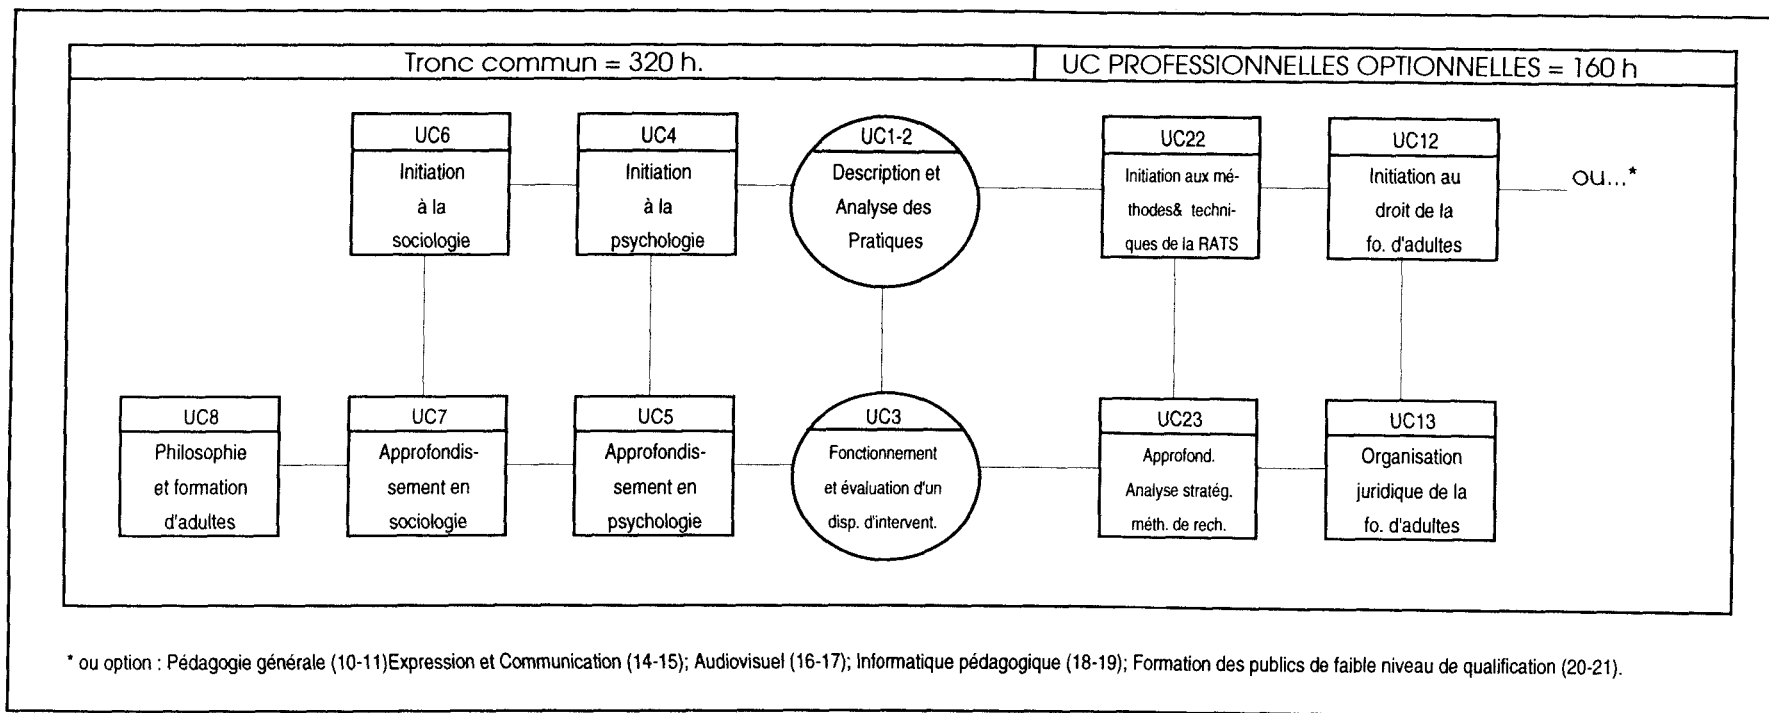 Tronc commun = 320 h.
UC PROFESSIONNELLES OPTIONNELLES = 160 h
UC6
Initiation
à la
sociologie
UC4
Initiation
à la
psychologie
UC1-2
Description et
Analyse des
Pratiques
UC22
Initiation aux mé-
thodes& techni-
ques de la RATS
UC12
Initiation au
droit de la
fo. d'adultes
ou...*
UC8
Philosophie
et formation
d'adultes
UC7
Approfondis-
sement en
sociologie
UC5
Approfondis-
sement en
psychologie
UC3
Fonctionnement
et évaluation d'un
disp. d'intervent.
UC23
Approfond.
Analyse stratég.
méth. de rech.
UC13
Organisation
juridique de la
fo. d'adultes
* ou option : Pédagogie générale (10-11)Expression et Communication (14-15); Audiovisuel (16-17); Informatique pédagogique (18-19); Formation des publics de faible niveau de qualification (20-21).